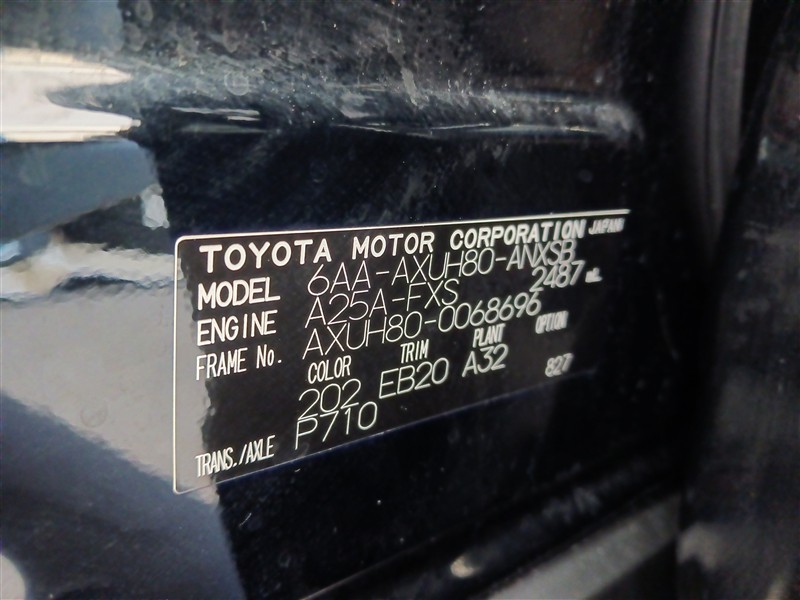 TOYOTA MOTOR CORPORATION JAPAN
MODEL 6AA-AXUH80-ANXSB
ENGINE A25A-FXS 2487 mL
FRAME No. AXUH80-0068696
COLOR TRIM PLANT OPTION
202 EB20 A32 827
TRANS./AXLE P710